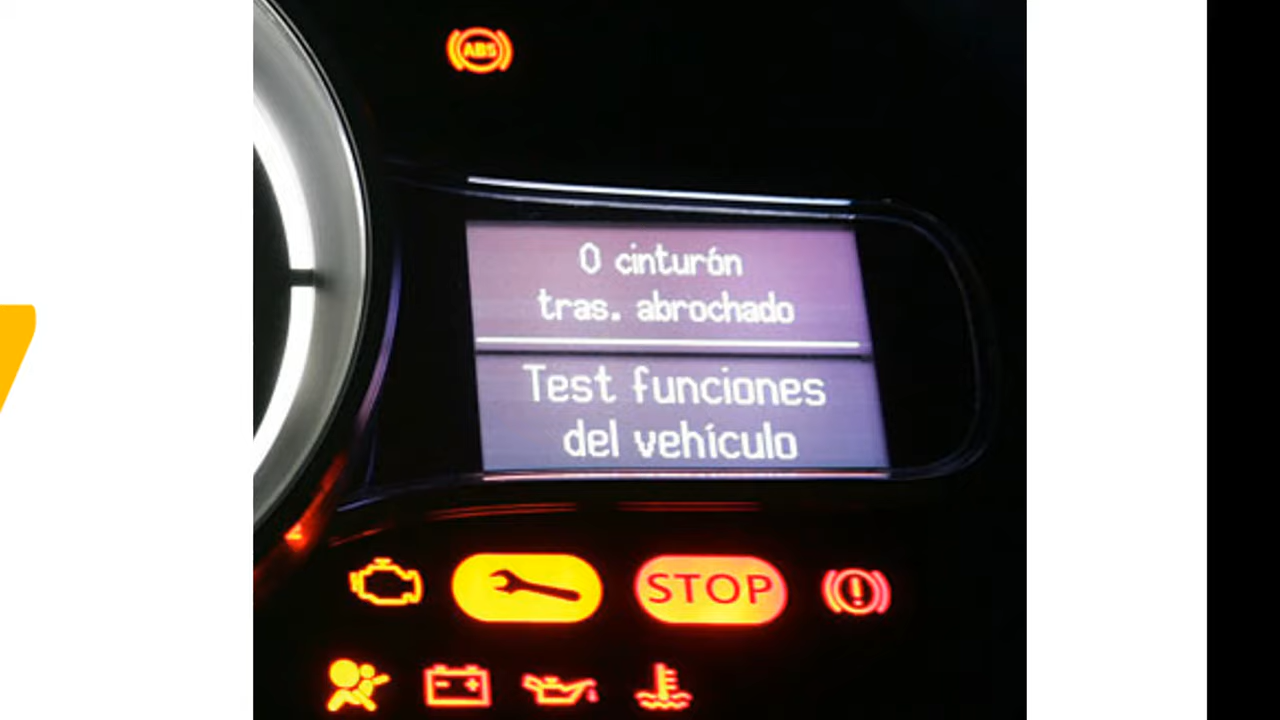 ABS
0 cinturón
tras. abrochado
Test funciones
del vehículo
STOP